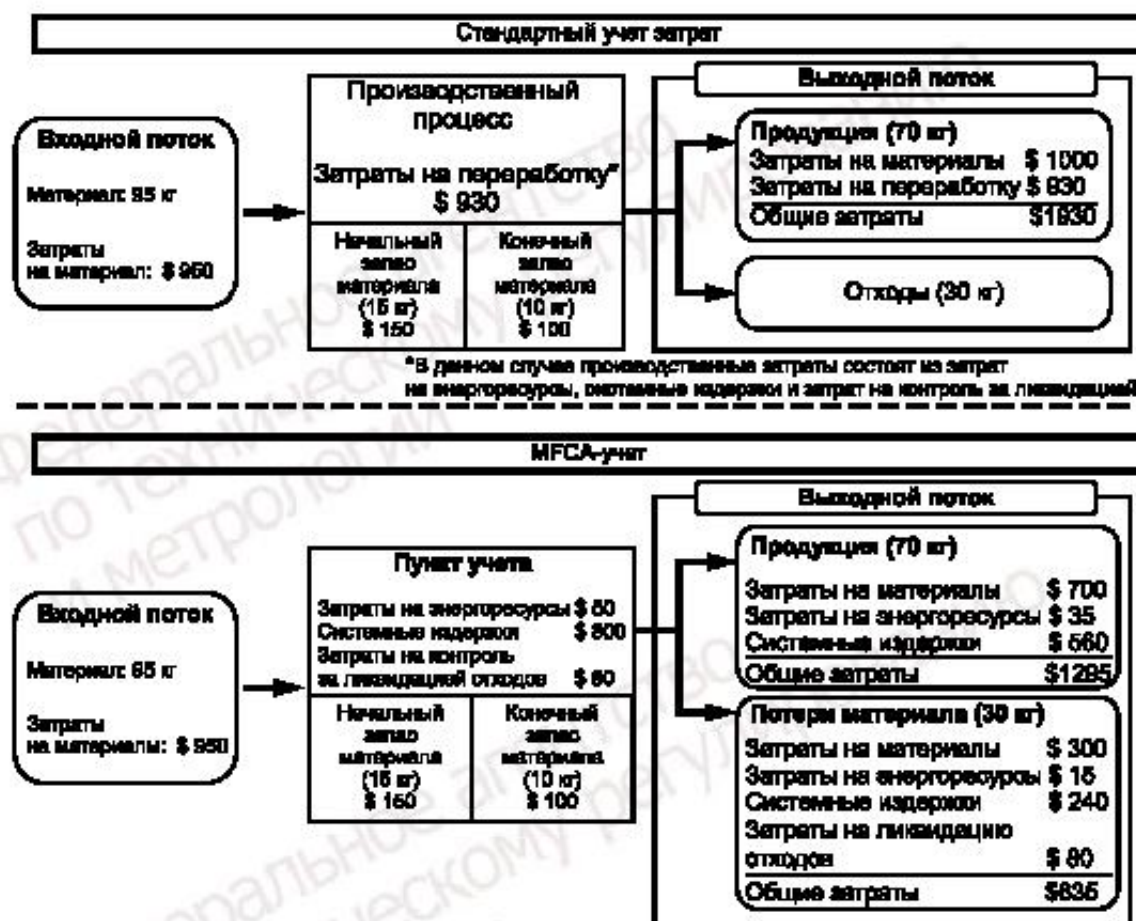 Стандартный учет затрат
Входной поток
Материал: 95 кг
Затраты
на материал: $ 950
Производственный
процесс
Затраты на переработку*
$ 930
Начальный
запас
материала
(15 кг)
$ 150
Конечный
запас
материала
(10 кг)
$ 100
Выходной поток
Продукция (70 кг)
Затраты на материалы $ 1000
Затраты на переработку $ 930
Общие затраты $1930
Отходы (30 кг)
*В данном случае производственные затраты состоят из затрат
на энергоресурсы, системные издержки и затрат на контроль за ликвидацией
MFCA-учет
Входной поток
Материал: 95 кг
Затраты
на материалы: $ 950
Пункт учета
Затраты на энергоресурсы $ 50
Системные издержки $ 800
Затраты на контроль
за ликвидацией отходов $ 80
Начальный
запас
материала
(15 кг)
$ 150
Конечный
запас
материала
(10 кг)
$ 100
Выходной поток
Продукция (70 кг)
Затраты на материалы $ 700
Затраты на энергоресурсы $ 35
Системные издержки $ 560
Общие затраты $1295
Потери материала (30 кг)
Затраты на материалы $ 300
Затраты на энергоресурсы $ 15
Системные издержки $ 240
Затраты на ликвидацию
отходов $ 80
Общие затраты $635